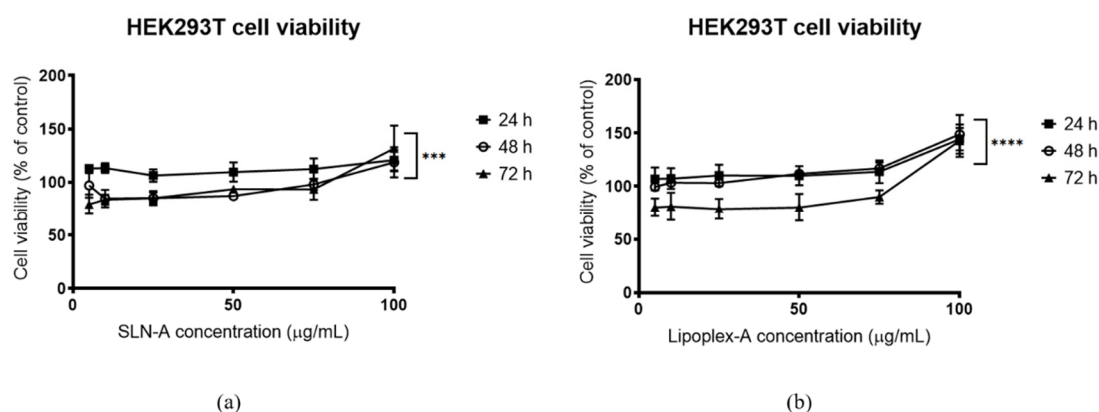 HEK293T cell viability
Cell viability (% of control)
200
150
100
50
0
0
50
100
SLN-A concentration (μg/mL)
24 h
48 h
72 h
***
(a)
HEK293T cell viability
Cell viability (% of control)
200
150
100
50
0
0
50
100
Lipoplex-A concentration (μg/mL)
24 h
48 h
72 h
****
(b)